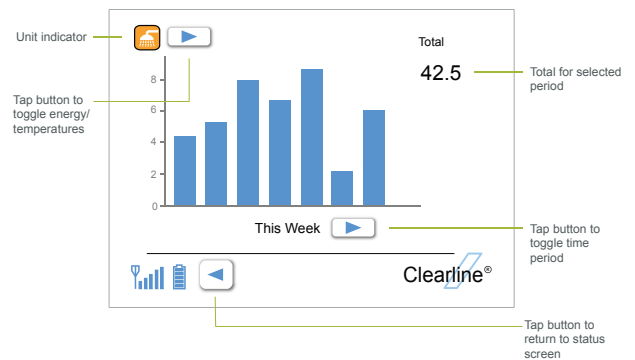 Unit indicator
Total
42.5
Total for selected
period
8
6
4
2
0
Tap button to
toggle energy/
temperatures
This Week
Tap button to
toggle time
period
Clearline®
Tap button to
return to status
screen